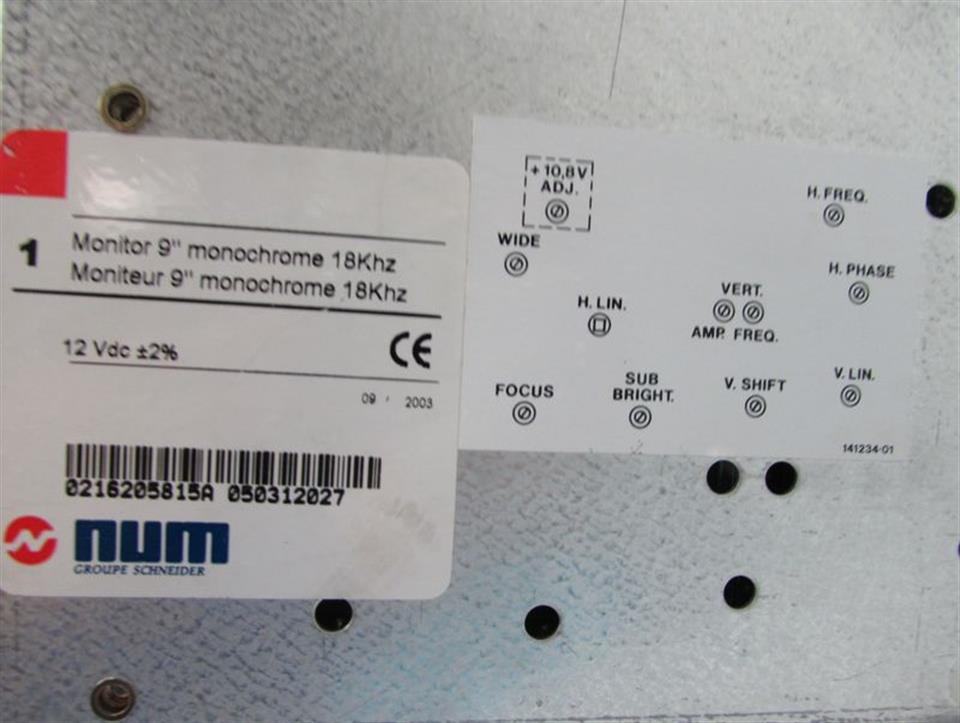 1
Monitor 9" monochrome 18Khz
Moniteur 9" monochrome 18Khz
12 Vdc ±2%
CE
09 / 2003
0216205815A 050312027
num
GROUPE SCHNEIDER
+ 10,8V
ADJ.
H. FREQ.
WIDE
H. PHASE
VERT.
H. LIN.
AMP. FREQ.
V. LIN.
SUB
BRIGHT.
V. SHIFT
FOCUS
141234-01